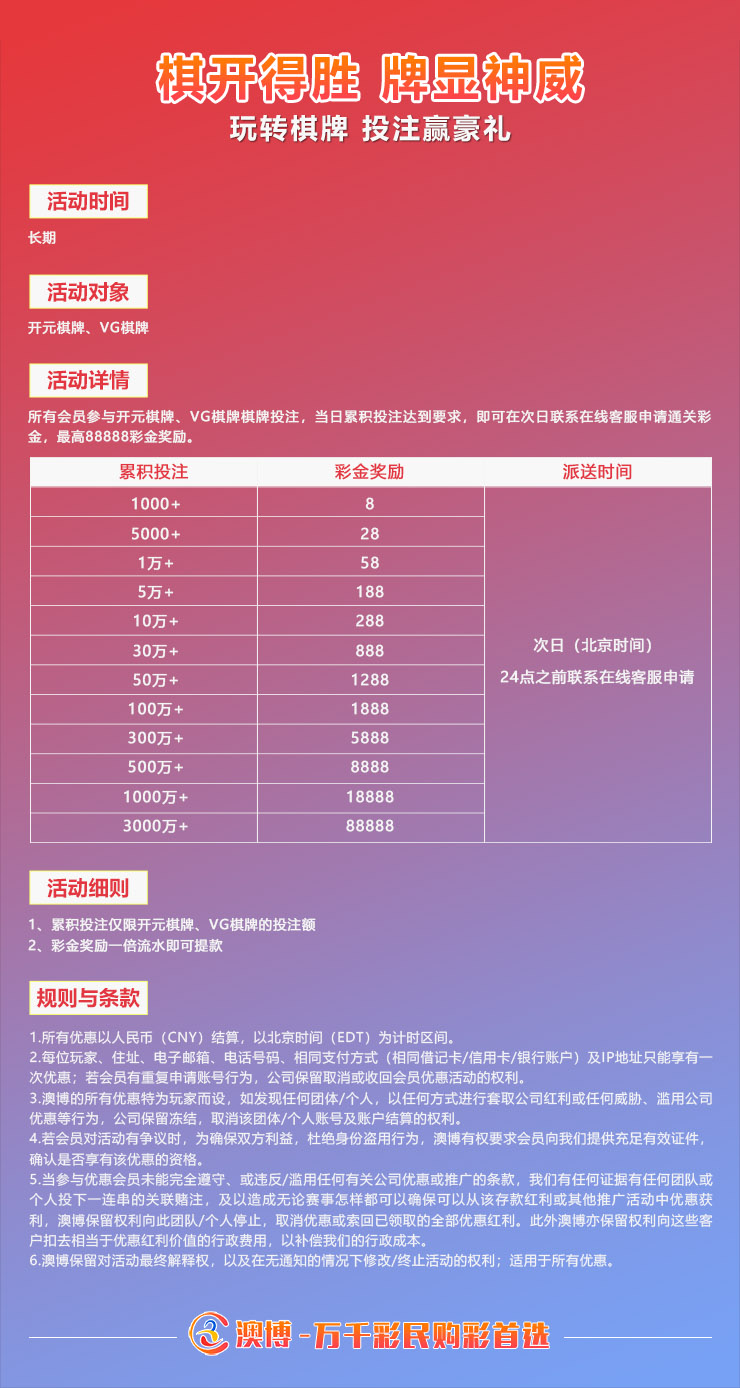 棋开得胜 牌显神威
玩转棋牌 投注赢豪礼
活动时间
长期
活动对象
开元棋牌、VG棋牌
活动详情
所有会员参与开元棋牌、VG棋牌棋牌投注，当日累积投注达到要求，即可在次日联系在线客服申请通关彩
金，最高88888彩金奖励。
累积投注 彩金奖励 派送时间
1000+ 8
5000+ 28
1万+ 58
5万+ 188
10万+ 288
30万+ 888
次日（北京时间）
24点之前联系在线客服申请
50万+ 1288
100万+ 1888
300万+ 5888
500万+ 8888
1000万+ 18888
3000万+ 88888
活动细则
1、累积投注仅限开元棋牌、VG棋牌的投注额
2、彩金奖励一倍流水即可提款
规则与条款
1.所有优惠以人民币（CNY）结算，以北京时间（EDT）为计时区间。
2.每位玩家、住址、电子邮箱、电话号码、相同支付方式（相同借记卡/信用卡/银行账户）及IP地址只能享有一
次优惠；若会员有重复申请账号行为，公司保留取消或收回会员优惠活动的权利。
3.澳博的所有优惠特为玩家而设，如发现任何团体/个人，以任何方式进行套取公司红利或任何威胁、滥用公司
优惠等行为，公司保留冻结，取消该团体/个人账号及账户结算的权利。
4.若会员对活动有争议时，为确保双方利益，杜绝身份盗用行为，澳博有权要求会员向我们提供充足有效证件，
确认是否享有该优惠的资格。
5.当参与优惠会员未能完全遵守、或违反/滥用任何有关公司优惠或推广的条款，我们有任何证据有任何团队或
个人投下一连串的关联赌注，及以造成无论赛事怎样都可以确保可以从该存款红利或其他推广活动中优惠获
利，澳博保留权利向此团队/个人停止，取消优惠或索回已领取的全部优惠红利。此外澳博亦保留权利向这些客
户扣去相当于优惠红利价值的行政费用，以补偿我们的行政成本。
6.澳博保留对活动最终解释权，以及在无通知的情况下修改/终止活动的权利；适用于所有优惠。
澳博-万千彩民购彩首选